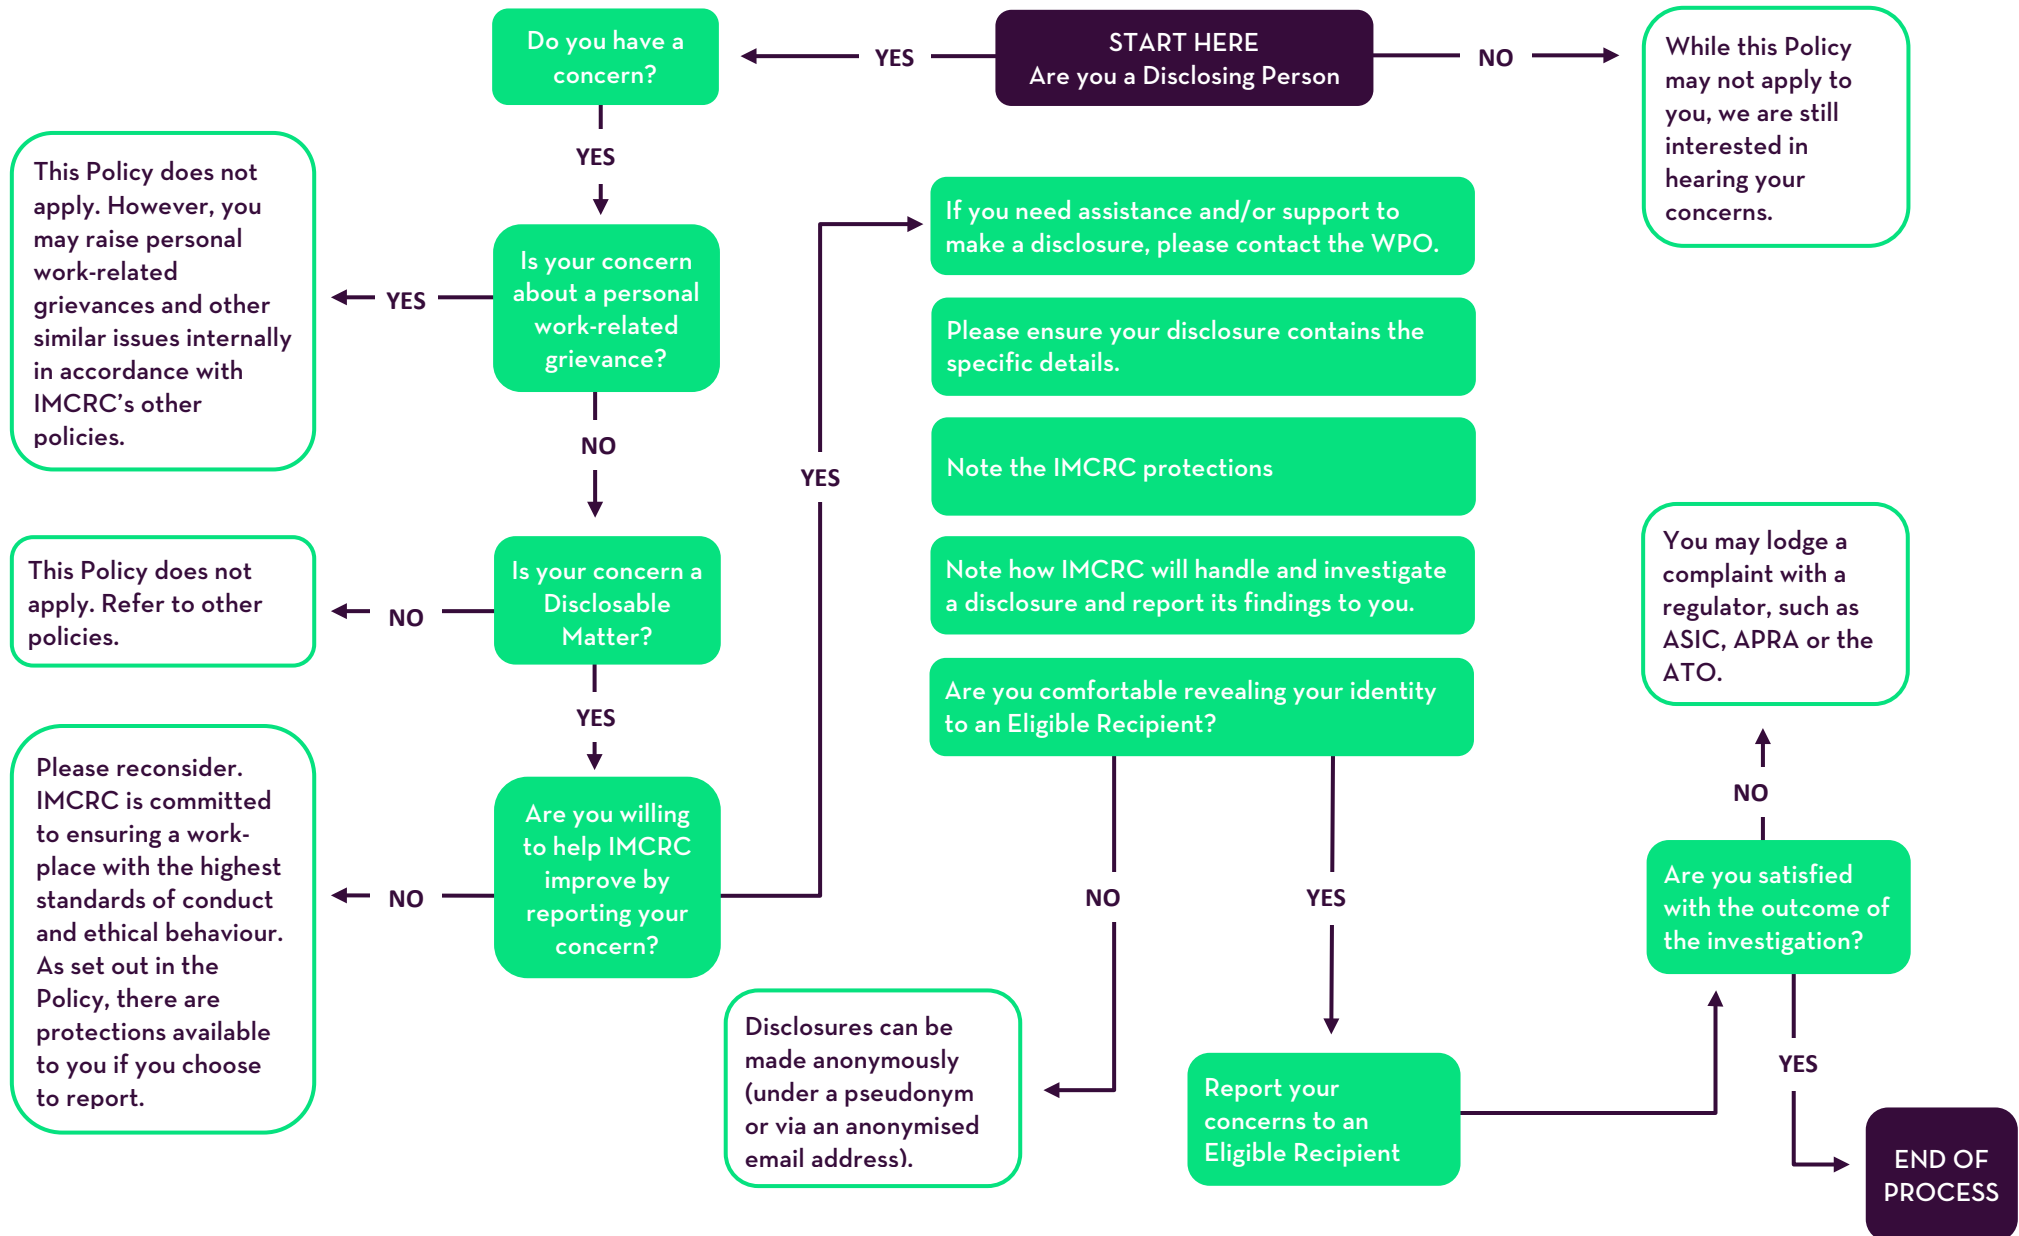 START HERE
Are you a Disclosing Person
YES
NO
Do you have a
concern?
While this Policy
may not apply to
you, we are still
interested in
hearing your
concerns.
YES
Is your concern
about a personal
work-related
grievance?
YES
This Policy does not
apply. However, you
may raise personal
work-related
grievances and other
similar issues internally
in accordance with
IMCRC’s other
policies.
NO
Is your concern a
Disclosable
Matter?
NO
This Policy does not
apply. Refer to other
policies.
YES
Are you willing
to help IMCRC
improve by
reporting your
concern?
NO
Please reconsider.
IMCRC is committed
to ensuring a work-
place with the highest
standards of conduct
and ethical behaviour.
As set out in the
Policy, there are
protections available
to you if you choose
to report.
YES
If you need assistance and/or support to
make a disclosure, please contact the WPO.
Please ensure your disclosure contains the
specific details.
Note the IMCRC protections
Note how IMCRC will handle and investigate
a disclosure and report its findings to you.
Are you comfortable revealing your identity
to an Eligible Recipient?
NO
Disclosures can be
made anonymously
(under a pseudonym
or via an anonymised
email address).
YES
Report your
concerns to an
Eligible Recipient
Are you satisfied
with the outcome of
the investigation?
NO
You may lodge a
complaint with a
regulator, such as
ASIC, APRA or the
ATO.
YES
END OF
PROCESS